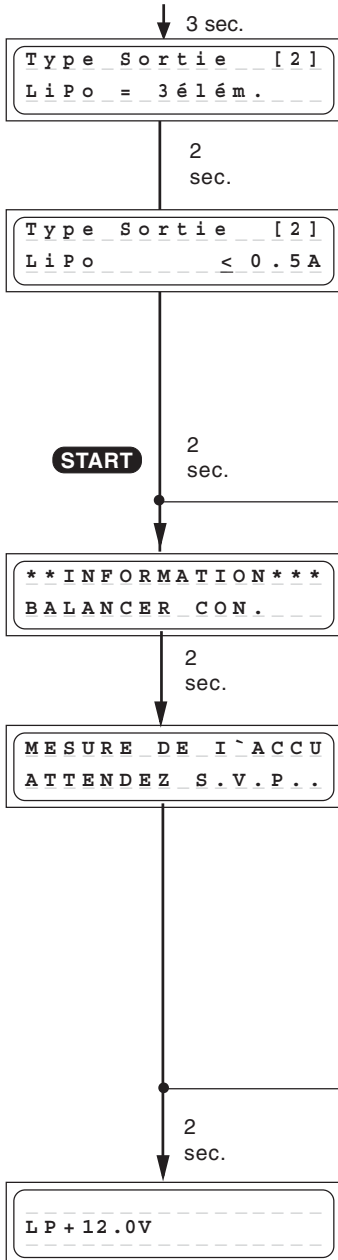 3 sec.
Type Sortie [2]
LiPo = 3élém.
2
sec.
Type Sortie [2]
LiPo ≤ 0.5A
START
2
sec.
**INFORMATION***
BALANCER CON.
2
sec.
MESURE DE I`ACCU
ATTENDEZ S.V.P..
2
sec.
LP+12.0V